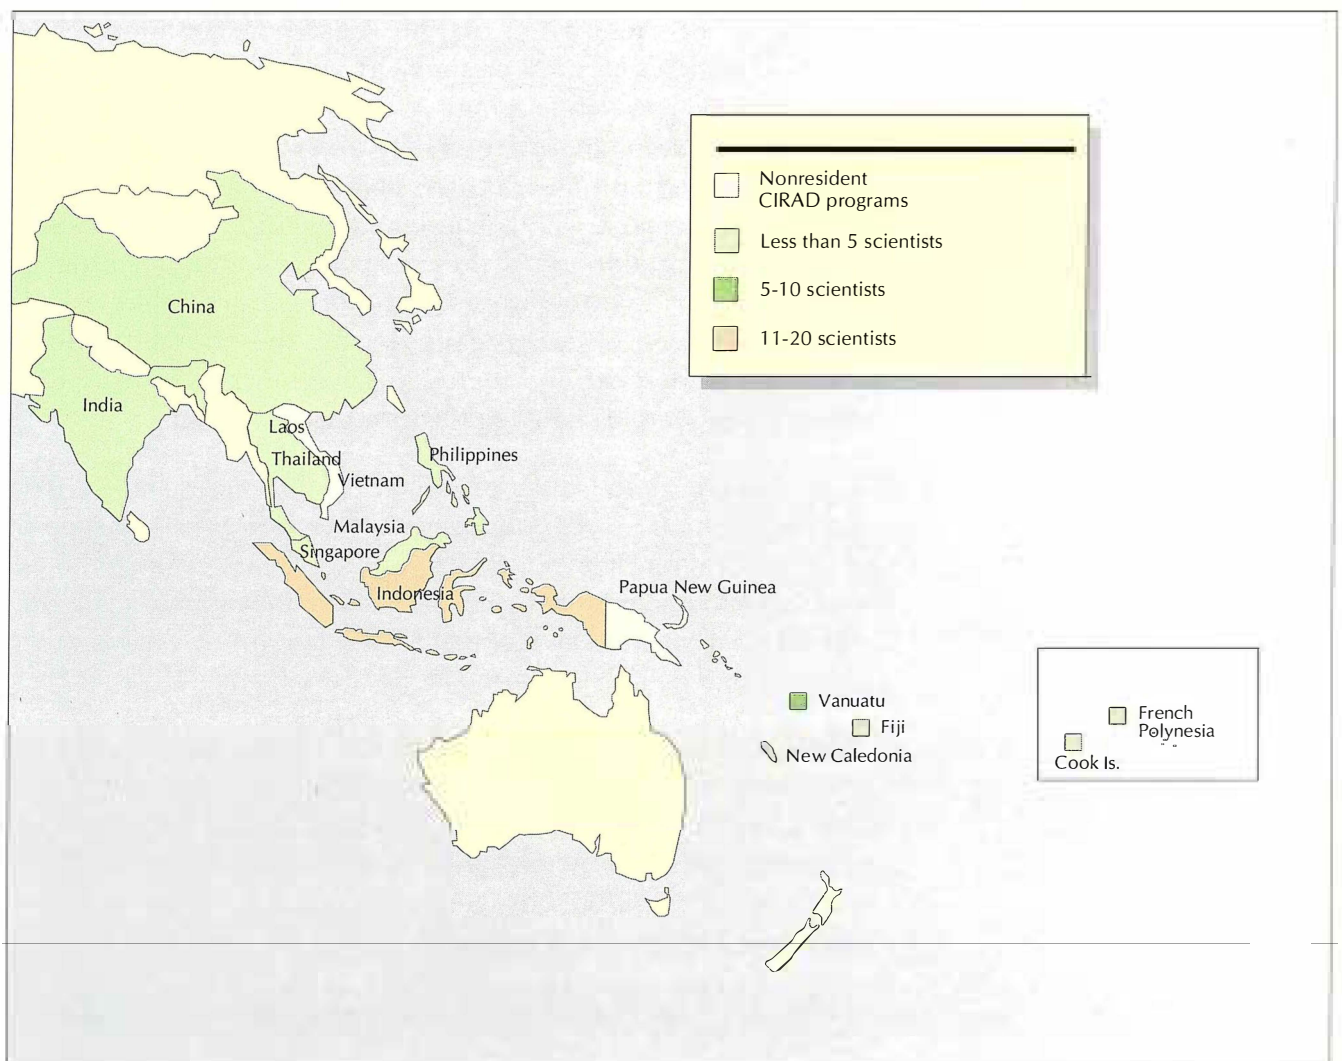 Nonresident
CIRAD programs
Less than 5 scientists
5-10 scientists
11-20 scientists
China
India
Laos
Thailand
Vietnam
Philippines
Malaysia
Singapore
Indonesia
Papua New Guinea
Vanuatu
Fiji
New Caledonia
French
Polynesia
Cook Is.